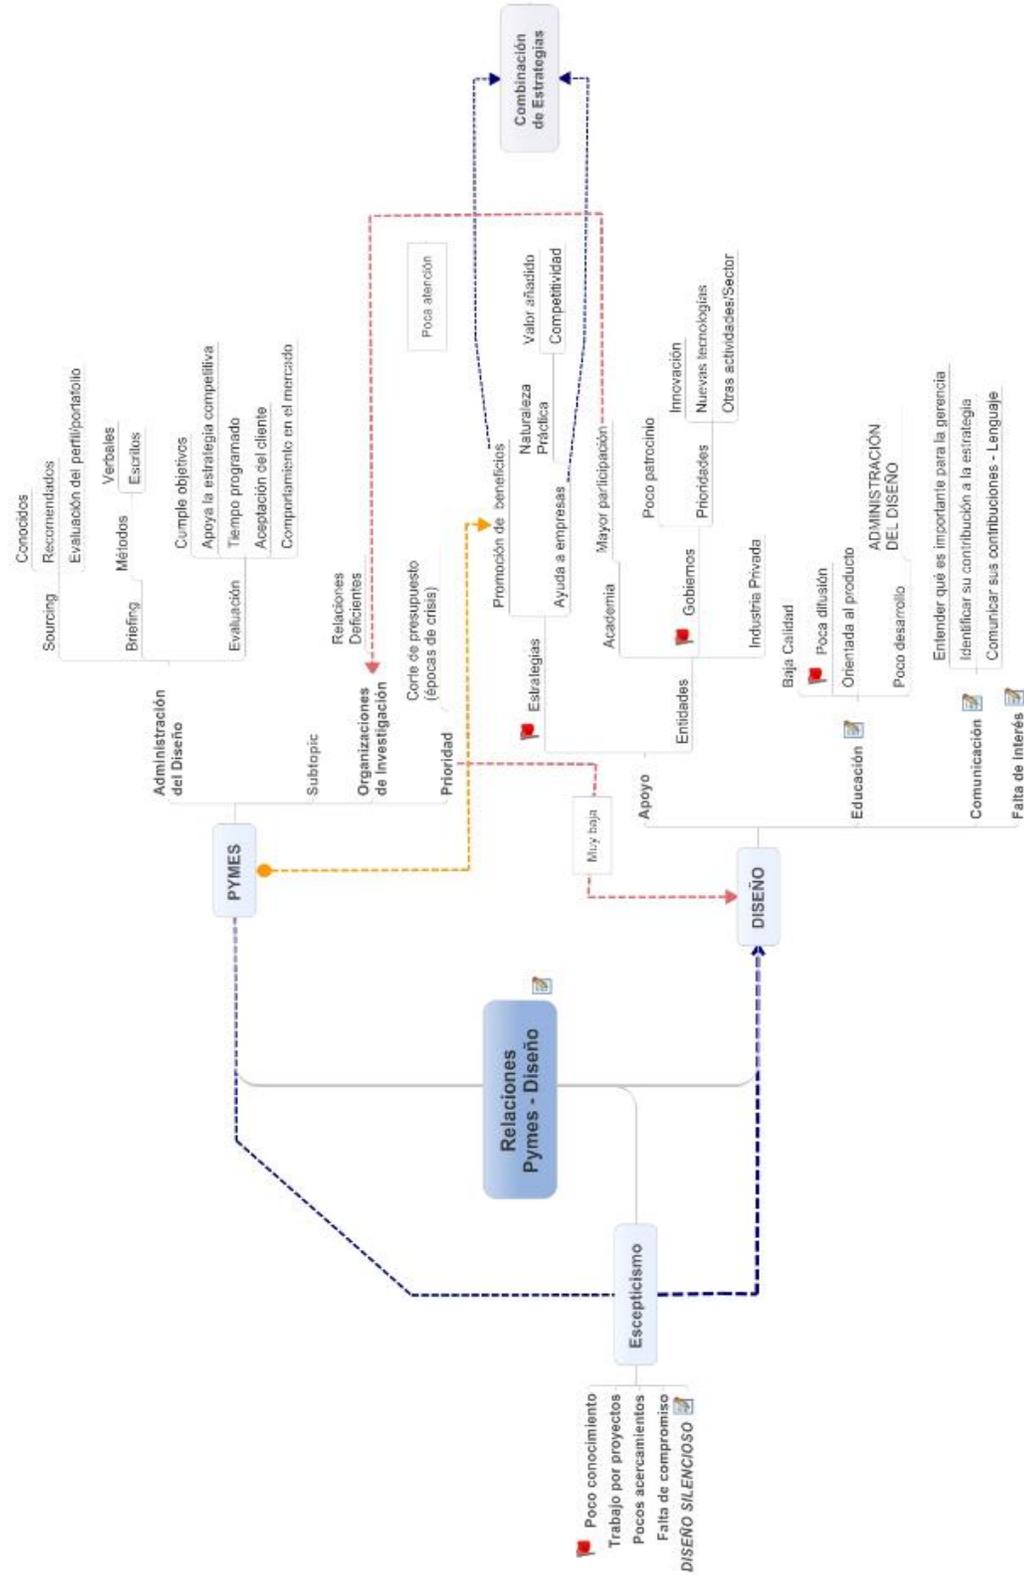 Relaciones
Pymes - Diseño
PYMES
Administración
del Diseño
Sourcing
Conocidos
Recomendados
Evaluación del perfil/portafolio
Briefing
Métodos
Verbales
Escritos
Evaluación
Cumple objetivos
Apoya la estrategia competitiva
Tiempo programado
Aceptación del cliente
Comportamiento en el mercado
Subtopic
Organizaciones
de Investigación
Relaciones
Deficientes
Prioridad
Corte de presupuesto
(épocas de crisis)
Poca atención
Muy baja
DISEÑO
Apoyo
Estrategias
Promoción de beneficios
Ayuda a empresas
Naturaleza
Práctica
Valor añadido
Competitividad
Combinación
de Estrategias
Entidades
Academia
Mayor participación
Gobiernos
Poco patrocinio
Prioridades
Innovación
Nuevas tecnologías
Otras actividades/Sector
Industria Privada
Educación
Baja Calidad
Poca difusión
Orientada al producto
Poco desarrollo
ADMINISTRACIÓN
DEL DISEÑO
Comunicación
Entender qué es importante para la gerencia
Identificar su contribución a la estrategia
Comunicar sus contribuciones - Lenguaje
Falta de Interés
Escepticismo
Poco conocimiento
Trabajo por proyectos
Pocos acercamientos
Falta de compromiso
DISEÑO SILENCIOSO